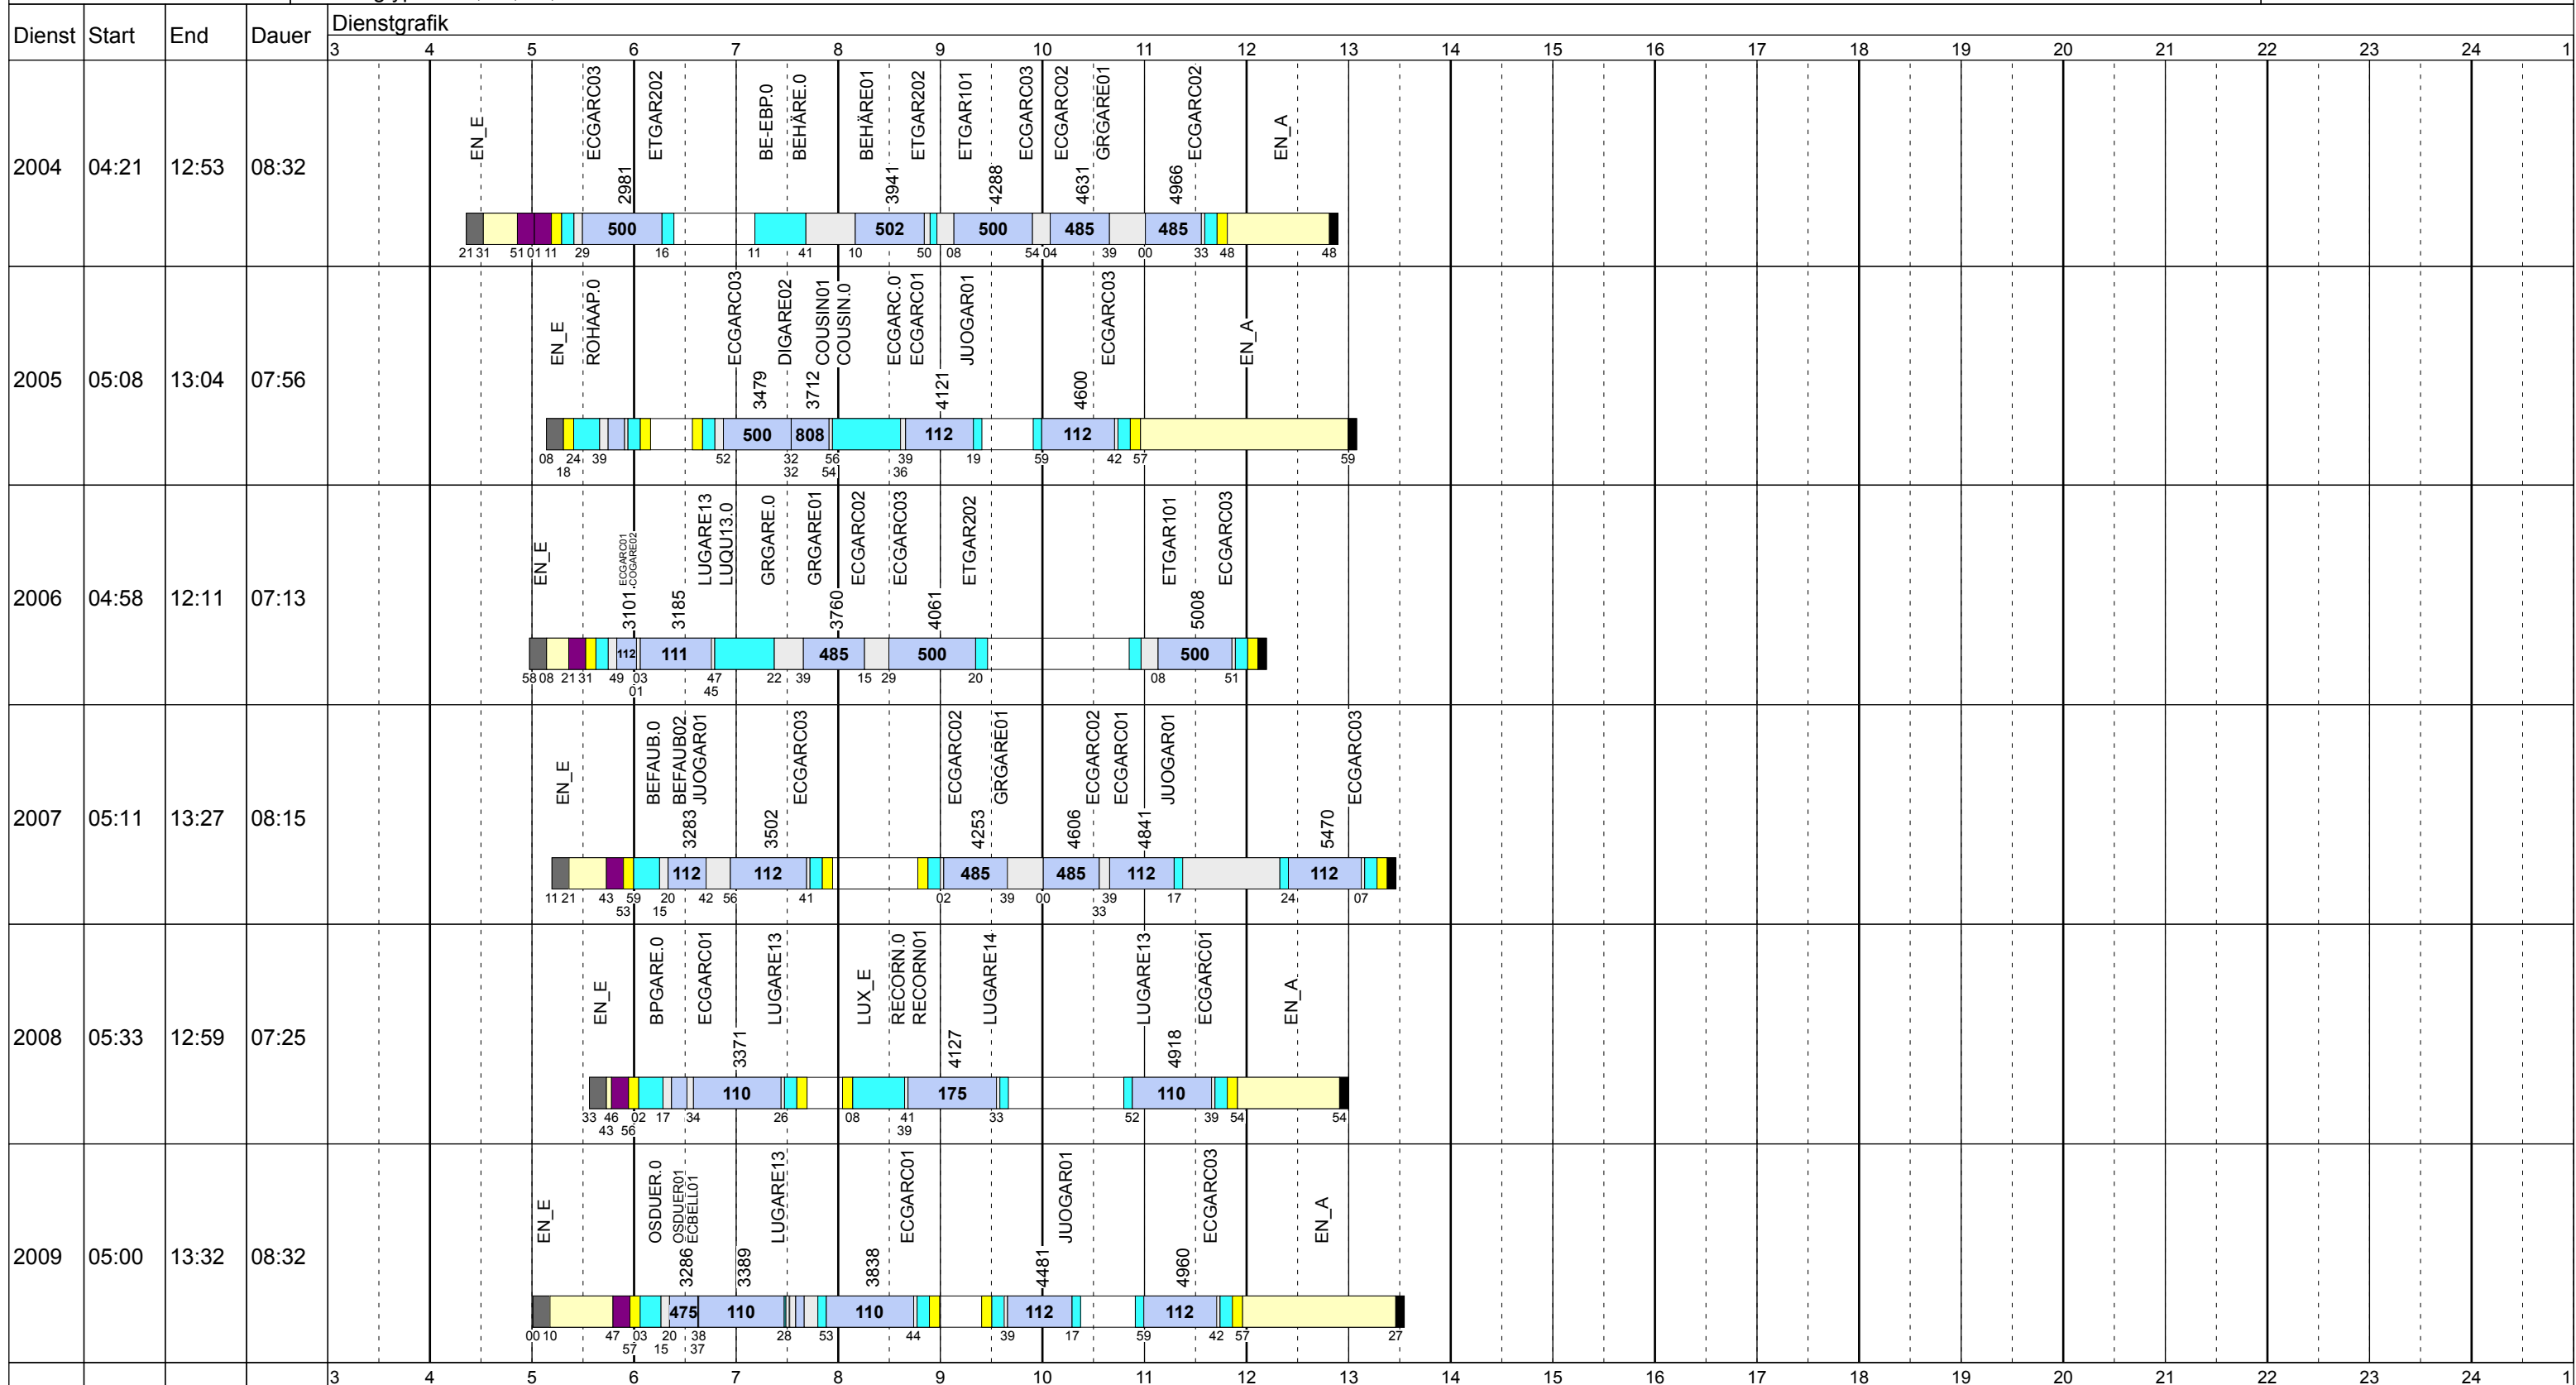 Dienst Start End Dauer Dienstgrafik
3 4 5 6 7 8 9 10 11 12 13 14 15 16 17 18 19 20 21 22 23 24 1
EN_E ECGARC03 ETGAR202 BE-EBP.0 BEHÄRE.0 BEHÄRE01 ETGAR202 ETGAR101 ECGARC03 ECGARC02 GRGARE01 ECGARC02 EN_A
2981 3941 4288 4631 4966
2004 04:21 12:53 08:32
500 502 500 485 485
21 31 51 01 11 29 16 11 41 10 50 08 54 04 39 00 33 48 48
EN_E ROHAAP.0 ECGARC03 DIGARE02 COUSIN01 COUSIN.0 ECGARC.0 ECGARC01 JUOGAR01 ECGARC03 EN_A
3479 3712 4121 4600
2005 05:08 13:04 07:56
500 808 112 112
08 24 39 52 32 56 39 19 59 42 57 59
18 32 54 36
EN_E ECGARC01 COGARE02 LUGARE13 LUQU13.0 GRGARE.0 GRGARE01 ECGARC02 ECGARC03 ETGAR202 ETGAR101 ECGARC03
3101 3185 3760 4061 5008
2006 04:58 12:11 07:13
112 111 485 500 500
58 08 21 31 49 03 47 22 39 15 29 20 08 51
01 45
EN_E BEFAUB.0 BEFAUB02 JUOGAR01 ECGARC03 ECGARC02 GRGARE01 ECGARC02 ECGARC01 JUOGAR01 ECGARC03
3283 3502 4253 4606 4841 5470
2007 05:11 13:27 08:15
112 112 485 485 112 112
11 21 43 59 20 42 56 41 02 39 00 39 17 24 07
53 15 33
EN_E BPGARE.0 ECGARC01 LUGARE13 LUX_E RECORN.0 RECORN01 LUGARE14 LUGARE13 ECGARC01 EN_A
3371 4127 4918
2008 05:33 12:59 07:25
110 175 110
33 46 02 17 34 26 08 41 33 52 39 54 54
43 56 39
EN_E OSDUER.0 OSDUER01 ECBELL01 LUGARE13 ECGARC01 JUOGAR01 ECGARC03 EN_A
3286 3389 3838 4481 4960
2009 05:00 13:32 08:32
475 110 110 112 112
00 10 47 03 20 38 28 53 44 39 17 59 42 57 27
57 15 37
3 4 5 6 7 8 9 10 11 12 13 14 15 16 17 18 19 20 21 22 23 24 1